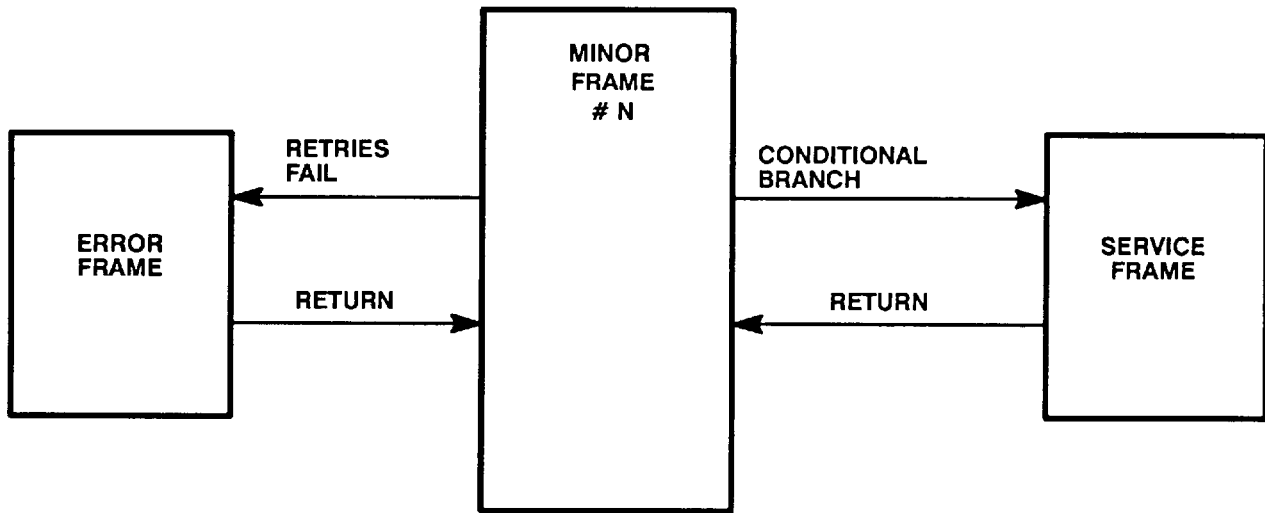 MINOR
FRAME
# N
RETRIES
FAIL
CONDITIONAL
BRANCH
ERROR
FRAME
SERVICE
FRAME
RETURN
RETURN